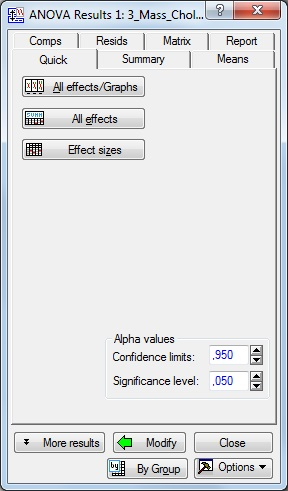 ANOVA Results 1: 3_Mass_Chol...
Comps Resids Matrix Report
Quick Summary Means
All effects/Graphs
All effects
Effect sizes
Alpha values
Confidence limits: ,950
Significance level: ,050
More results Modify Close
By Group Options